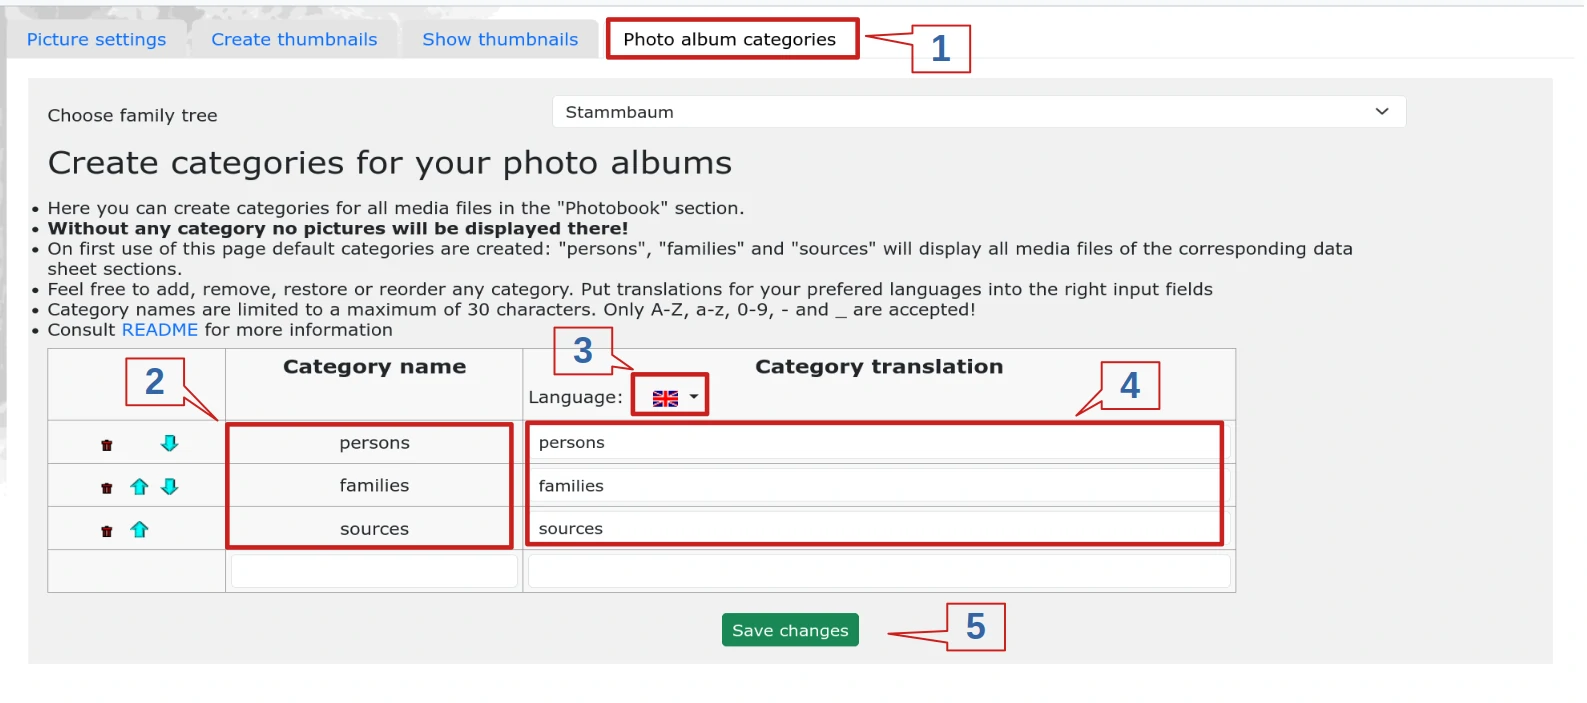 Picture settings Create thumbnails Show thumbnails Photo album categories 1
Choose family tree Stammbaum
Create categories for your photo albums
• Here you can create categories for all media files in the "Photobook" section.
• Without any category no pictures will be displayed there!
• On first use of this page default categories are created: "persons", "families" and "sources" will display all media files of the corresponding data
sheet sections.
• Feel free to add, remove, restore or reorder any category. Put translations for your prefered languages into the right input fields
• Category names are limited to a maximum of 30 characters. Only A-Z, a-z, 0-9, - and _ are accepted!
• Consult README for more information
2 Category name 3 Category translation 4
Language:
persons persons
families families
sources sources
Save changes 5